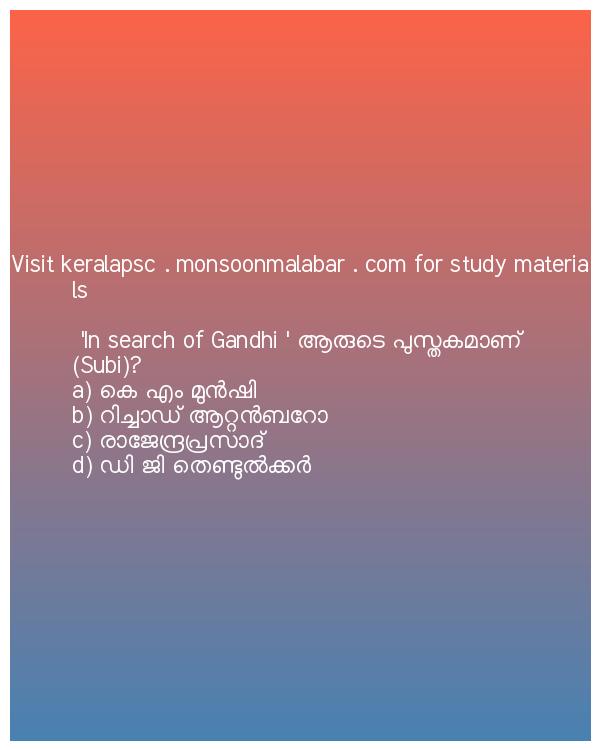 Visit keralapsc . monsoonmalabar . com for study materia
ls
'In search of Gandhi ' ആരുടെ പുസ്തകമാണ്
(Subi)?
a) കെ എം മുൻഷി
b) റിച്ചാഡ് ആറ്റൻബറോ
c) രാജേന്ദ്രപ്രസാദ്
d) ഡി ജി തെണ്ടുൽക്കർ